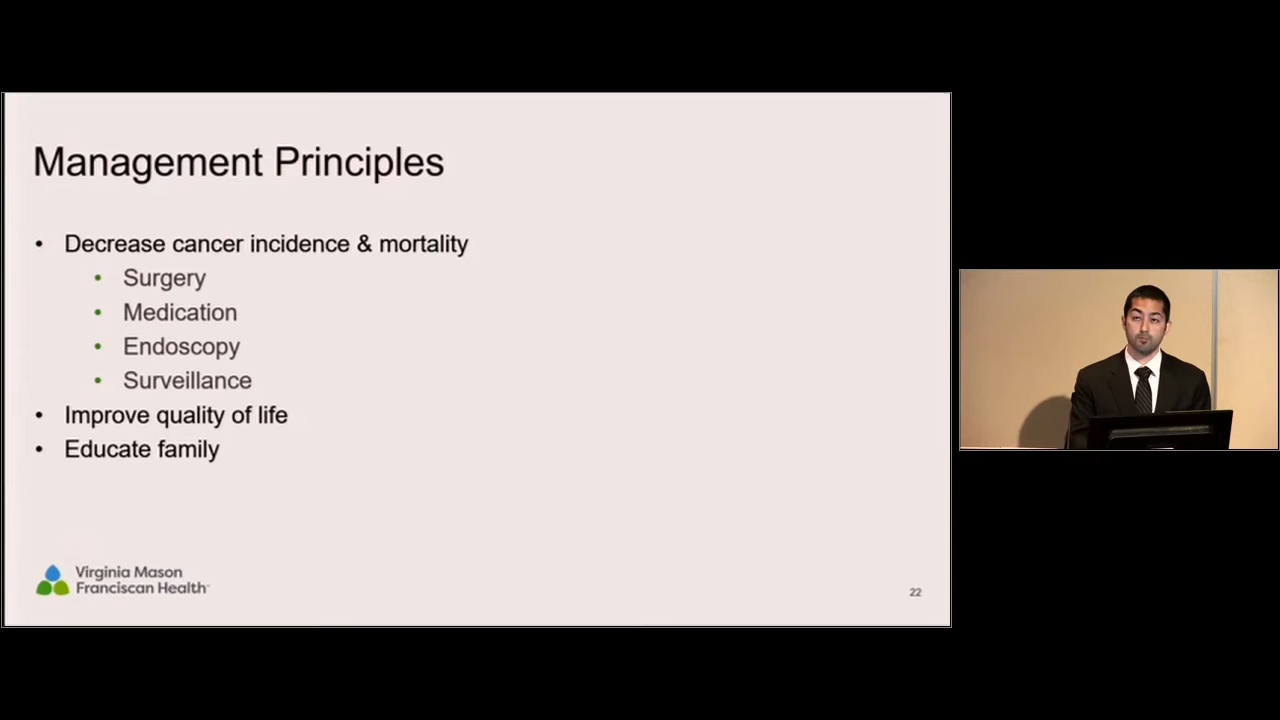 Management Principles
• Decrease cancer incidence & mortality
• Surgery
• Medication
• Endoscopy
• Surveillance
• Improve quality of life
• Educate family
Virginia Mason
Franciscan Health™
22